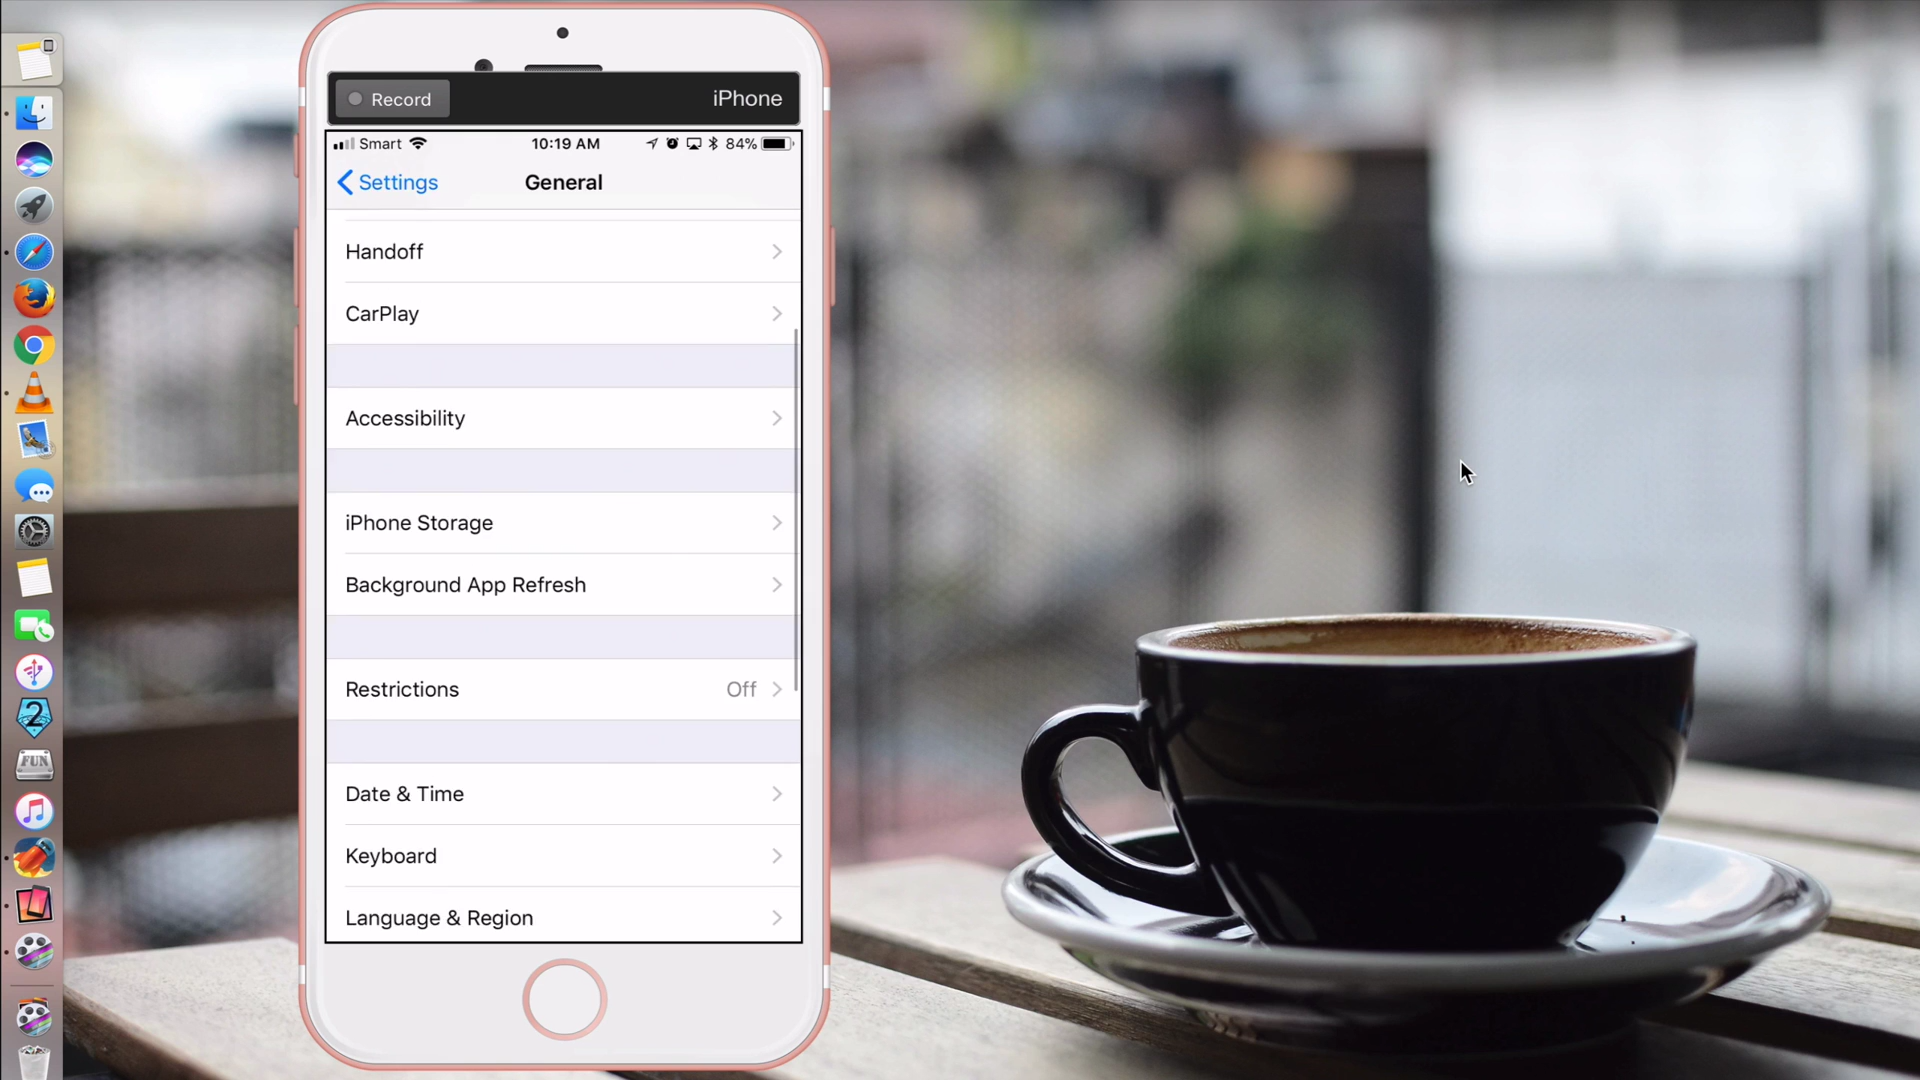 Record
iPhone
Smart 10:19 AM 84%
Settings General
Handoff
CarPlay
Accessibility
iPhone Storage
Background App Refresh
Restrictions Off
Date & Time
Keyboard
Language & Region
2
FUN